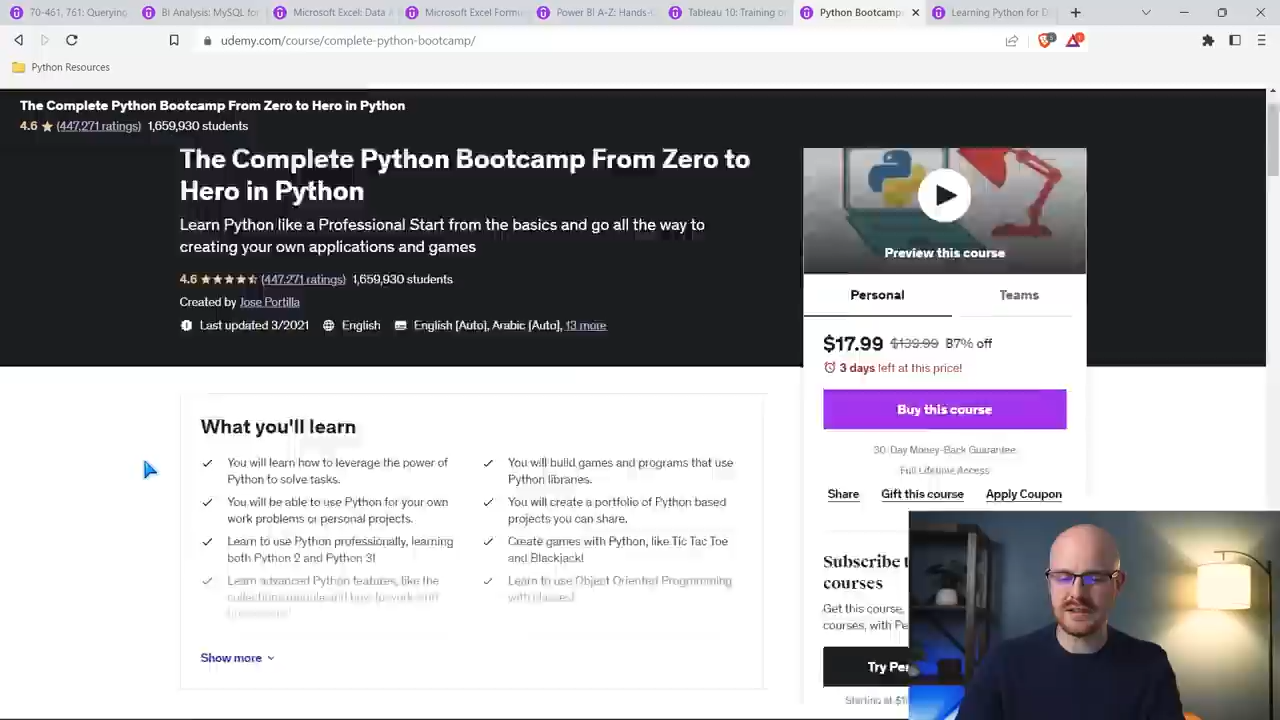 70-461, 761: Querying
BI Analysis: MySQL for
Microsoft Excel: Data A
Microsoft Excel Formu
Power BI A-Z: Hands-
Tableau 10: Training o
Python Bootcamp
Learning Python for D
udemy.com/course/complete-python-bootcamp/
Python Resources
The Complete Python Bootcamp From Zero to Hero in Python
4.6 ★ (447,271 ratings) 1,659,930 students
The Complete Python Bootcamp From Zero to
Hero in Python
Learn Python like a Professional Start from the basics and go all the way to
creating your own applications and games
4.6 (447,271 ratings) 1,659,930 students
Created by Jose Portilla
Last updated 3/2021 English English [Auto], Arabic [Auto], 13 more
Preview this course
Personal
Teams
$17.99 $139.99 87% off
3 days left at this price!
Buy this course
30-Day Money-Back Guarantee
Full Lifetime Access
Share
Gift this course
Apply Coupon
Subscribe t
courses
Get this course,
courses, with Pe
Try Per
Starting at $1
What you'll learn
You will learn how to leverage the power of
Python to solve tasks.
You will be able to use Python for your own
work problems or personal projects.
Learn to use Python professionally, learning
both Python 2 and Python 3!
Learn advanced Python features, like the
collections module and how to work with
You will build games and programs that use
Python libraries.
You will create a portfolio of Python based
projects you can share.
Create games with Python, like Tic Tac Toe
and Blackjack!
Learn to use Object Oriented Programming
with classes!
Show more